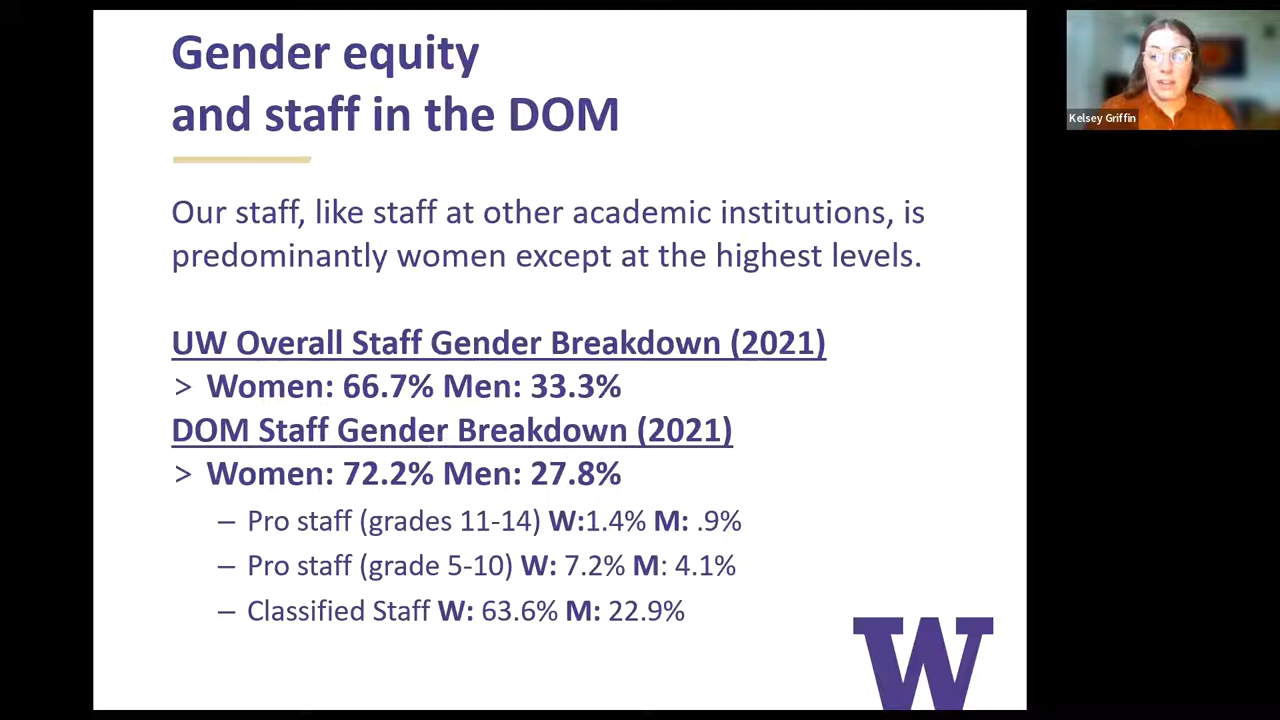 Gender equity
and staff in the DOM
Our staff, like staff at other academic institutions, is
predominantly women except at the highest levels.
UW Overall Staff Gender Breakdown (2021)
> Women: 66.7% Men: 33.3%
DOM Staff Gender Breakdown (2021)
> Women: 72.2% Men: 27.8%
– Pro staff (grades 11-14) W:1.4% M: .9%
– Pro staff (grade 5-10) W: 7.2% M: 4.1%
– Classified Staff W: 63.6% M: 22.9%
W
Kelsey Griffin